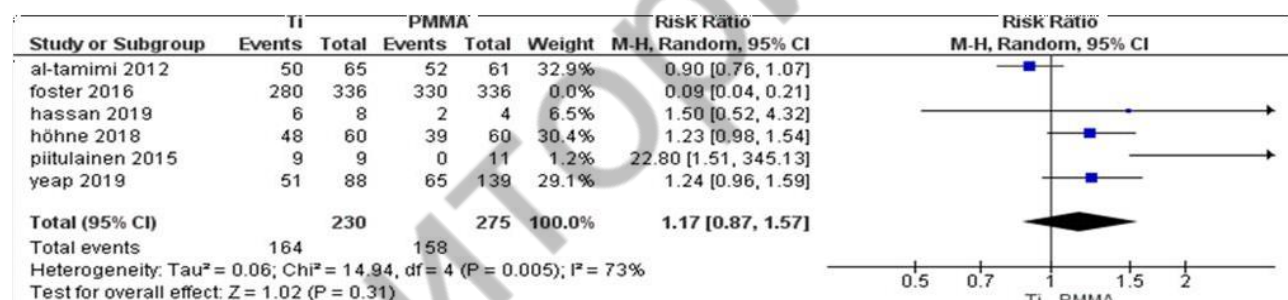 Ti PMMA Risk Ratio Risk Ratio
Study or Subgroup Events Total Events Total Weight M-H, Random, 95% CI M-H, Random, 95% CI
al-tamimi 2012 50 65 52 61 32.9% 0.90 [0.76, 1.07]
foster 2016 280 336 330 336 0.0% 0.09 [0.04, 0.21]
hassan 2019 6 8 2 4 6.5% 1.50 [0.52, 4.32]
höhne 2018 48 60 39 60 30.4% 1.23 [0.98, 1.54]
piitulainen 2015 9 9 0 11 1.2% 22.80 [1.51, 345.13]
yeap 2019 51 88 65 139 29.1% 1.24 [0.96, 1.59]
Total (95% CI) 230 275 100.0% 1.17 [0.87, 1.57]
Total events 164 158
Heterogeneity: Tau² = 0.06; Chi² = 14.94, df = 4 (P = 0.005); I² = 73%
Test for overall effect: Z = 1.02 (P = 0.31)
0.5 0.7 1 1.5 2
Ti PMMA